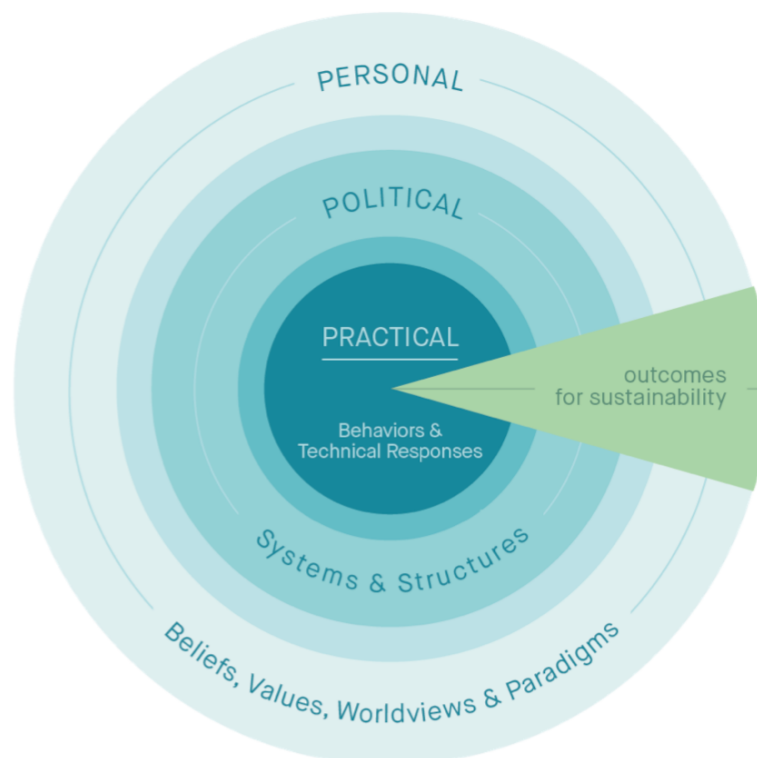 PERSONAL
POLITICAL
PRACTICAL
Behaviors &
Technical Responses
outcomes
for sustainability
Systems & Structures
Beliefs, Values, Worldviews & Paradigms